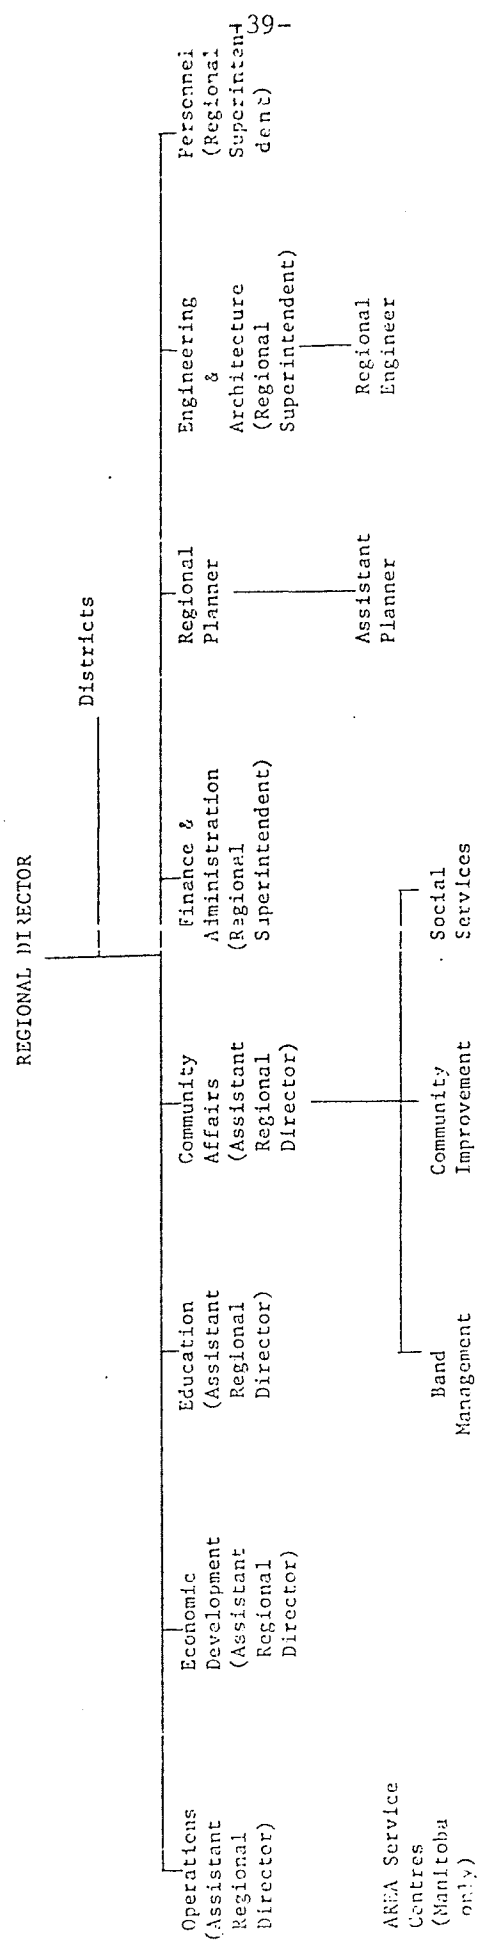 -39-
REGIONAL DIRECTOR
Districts
Operations
(Assistant
Regional
Director)
Economic
Development
(Assistant
Regional
Director)
Education
(Assistant
Regional
Director)
Community
Affairs
(Assistant
Regional
Director)
Finance &
Administration
(Regional
Superintendent)
Regional
Planner
Engineering
&
Architecture
(Regional
Superintendent)
Personnel
(Regional
Superinten-
dent)
AREA Service
Centres
(Manitoba
only)
Band
Management
Community
Improvement
Social
Services
Assistant
Planner
Regional
Engineer